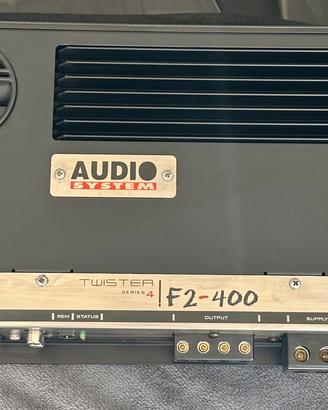 AUDIO
SYSTEM
TWISTER
SERIES 4
F2-400
REM STATUS OUTPUT SUPPLY